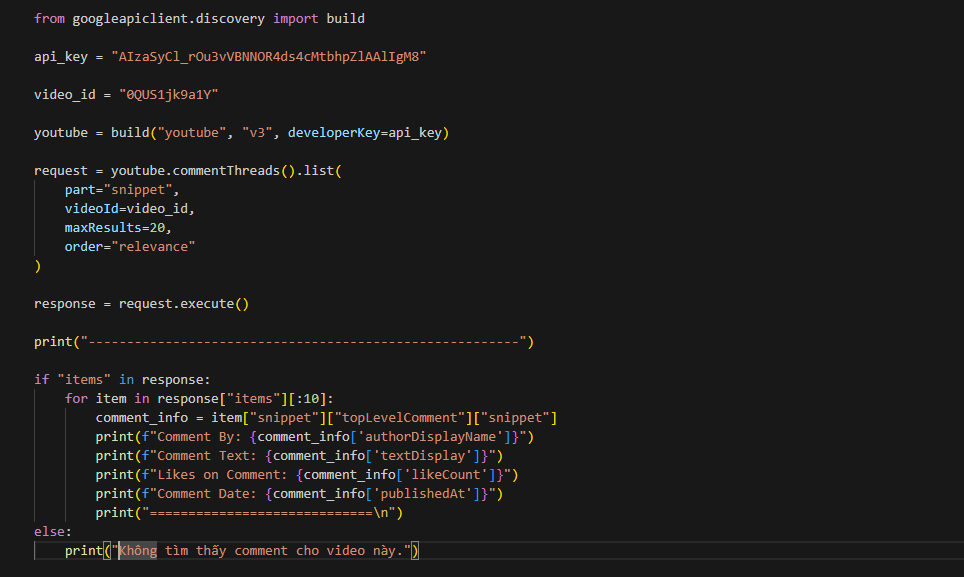 from googleapiclient.discovery import build
api_key = "AIzaSyCl_rOu3vVBNNOR4ds4cMtbhpZlAAlIgM8"
video_id = "0QUS1jk9a1Y"
youtube = build("youtube", "v3", developerKey=api_key)
request = youtube.commentThreads().list(
    part="snippet",
    videoId=video_id,
    maxResults=20,
    order="relevance"
)
response = request.execute()
print("--------------------------------------------------------")
if "items" in response:
    for item in response["items"][:10]:
        comment_info = item["snippet"]["topLevelComment"]["snippet"]
        print(f"Comment By: {comment_info['authorDisplayName']}")
        print(f"Comment Text: {comment_info['textDisplay']}")
        print(f"Likes on Comment: {comment_info['likeCount']}")
        print(f"Comment Date: {comment_info['publishedAt']}")
        print("=============================\n")
else:
    print("Không tìm thấy comment cho video này.")